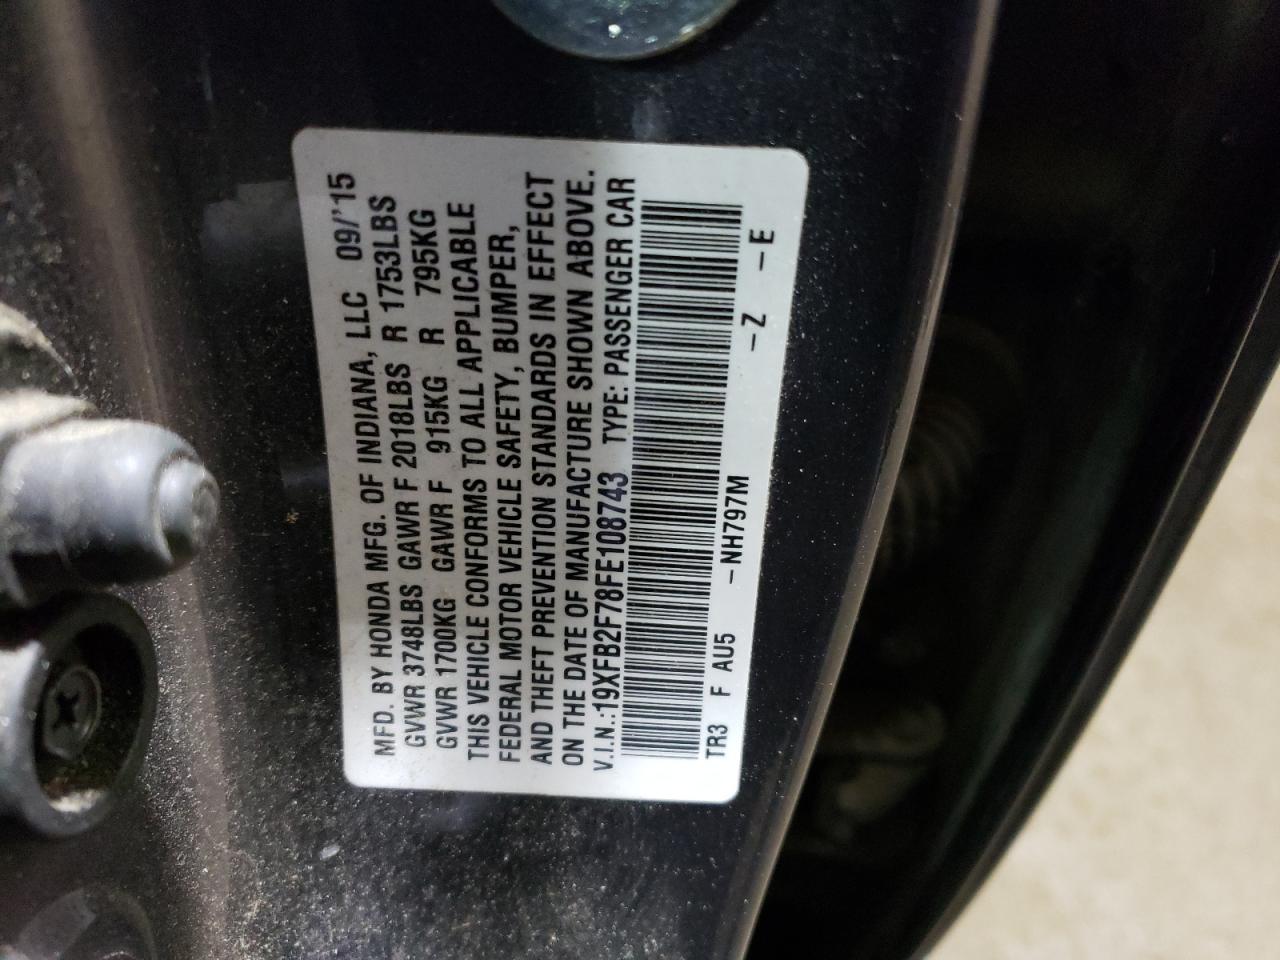 MFD. BY HONDA MFG. OF INDIANA, LLC 09/'15
GVWR 3748LBS GAWR F 2018LBS R 1753LBS
GVWR 1700KG GAWR F 915KG R 795KG
THIS VEHICLE CONFORMS TO ALL APPLICABLE
FEDERAL MOTOR VEHICLE SAFETY, BUMPER,
AND THEFT PREVENTION STANDARDS IN EFFECT
ON THE DATE OF MANUFACTURE SHOWN ABOVE.
V.I.N.:19XFB2F78FE108743 TYPE: PASSENGER CAR
TR3 F AU5 -NH797M -Z -E